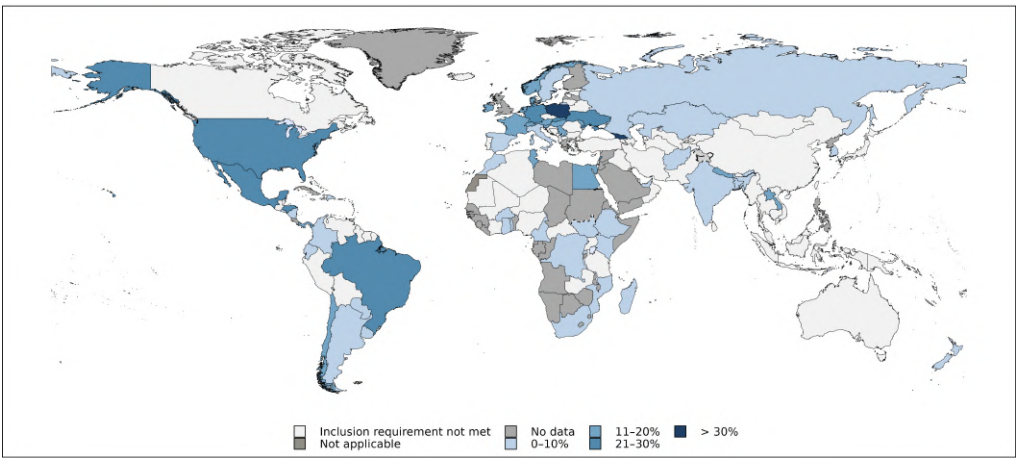 Inclusion requirement not met
Not applicable
No data
0–10%
11–20%
21–30%
> 30%